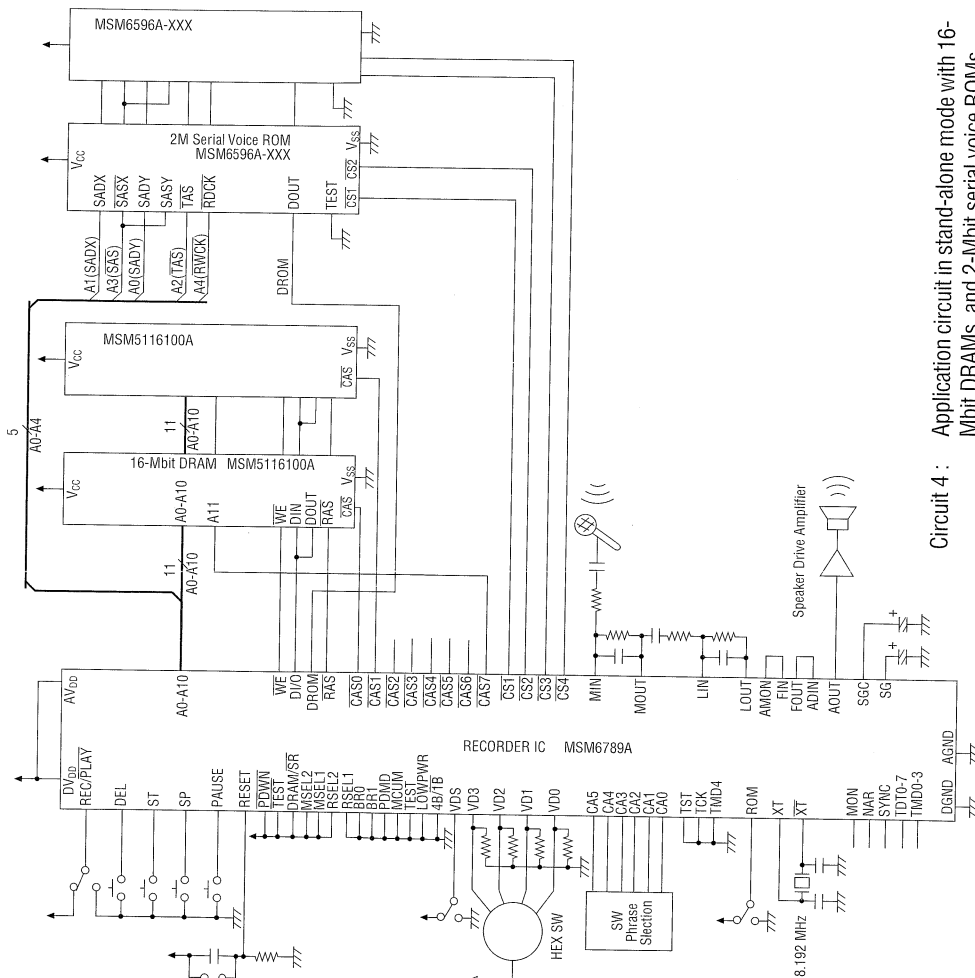 MSM6596A-XXX
2M Serial Voice ROM
MSM6596A-XXX
VCC
SADX
SASX
SADY
SASY
TAS
RDCK
DOUT
TEST
CS1
CS2
VSS
A1(SADX)
A3(SAS)
A0(SADY)
A2(TAS)
A4(RWCK)
DROM
MSM5116100A
VCC
CAS
VSS
5
A0-A4
11
A0-A10
16-Mbit DRAM MSM5116100A
VCC
A0-A10
A11
WE
DIN
DOUT
RAS
CAS
VSS
11
A0-A10
AVDD
A0-A10
WE
DI/O
DROM
RAS
CAS0
CAS1
CAS2
CAS3
CAS4
CAS5
CAS6
CAS7
CS1
CS2
CS3
CS4
MIN
MOUT
LIN
LOUT
AMON
FIN
FOUT
ADIN
AOUT
SGC
SG
+
+
Speaker Drive Amplifier
RECORDER IC MSM6789A
DVDD
REC/PLAY
DEL
ST
SP
PAUSE
RESET
PDWN
TEST
DRAM/SR
MSEL2
MSEL1
RSEL2
RSEL1
BR0
BR1
PDMD
MCUM
TEST
LOWPWR
4B/1B
VDS
VD3
VD2
VD1
VD0
CA5
CA4
CA3
CA2
CA1
CA0
TST
TCK
TMD4
ROM
XT
XT
MON
NAR
SYNC
TDT0-7
TMD0-3
DGND
AGND
HEX SW
SW
Phrase
Slection
8.192 MHz
Circuit 4 : Application circuit in stand-alone mode with 16-
Mbit DRAMs, and 2-Mbit serial voice ROMs